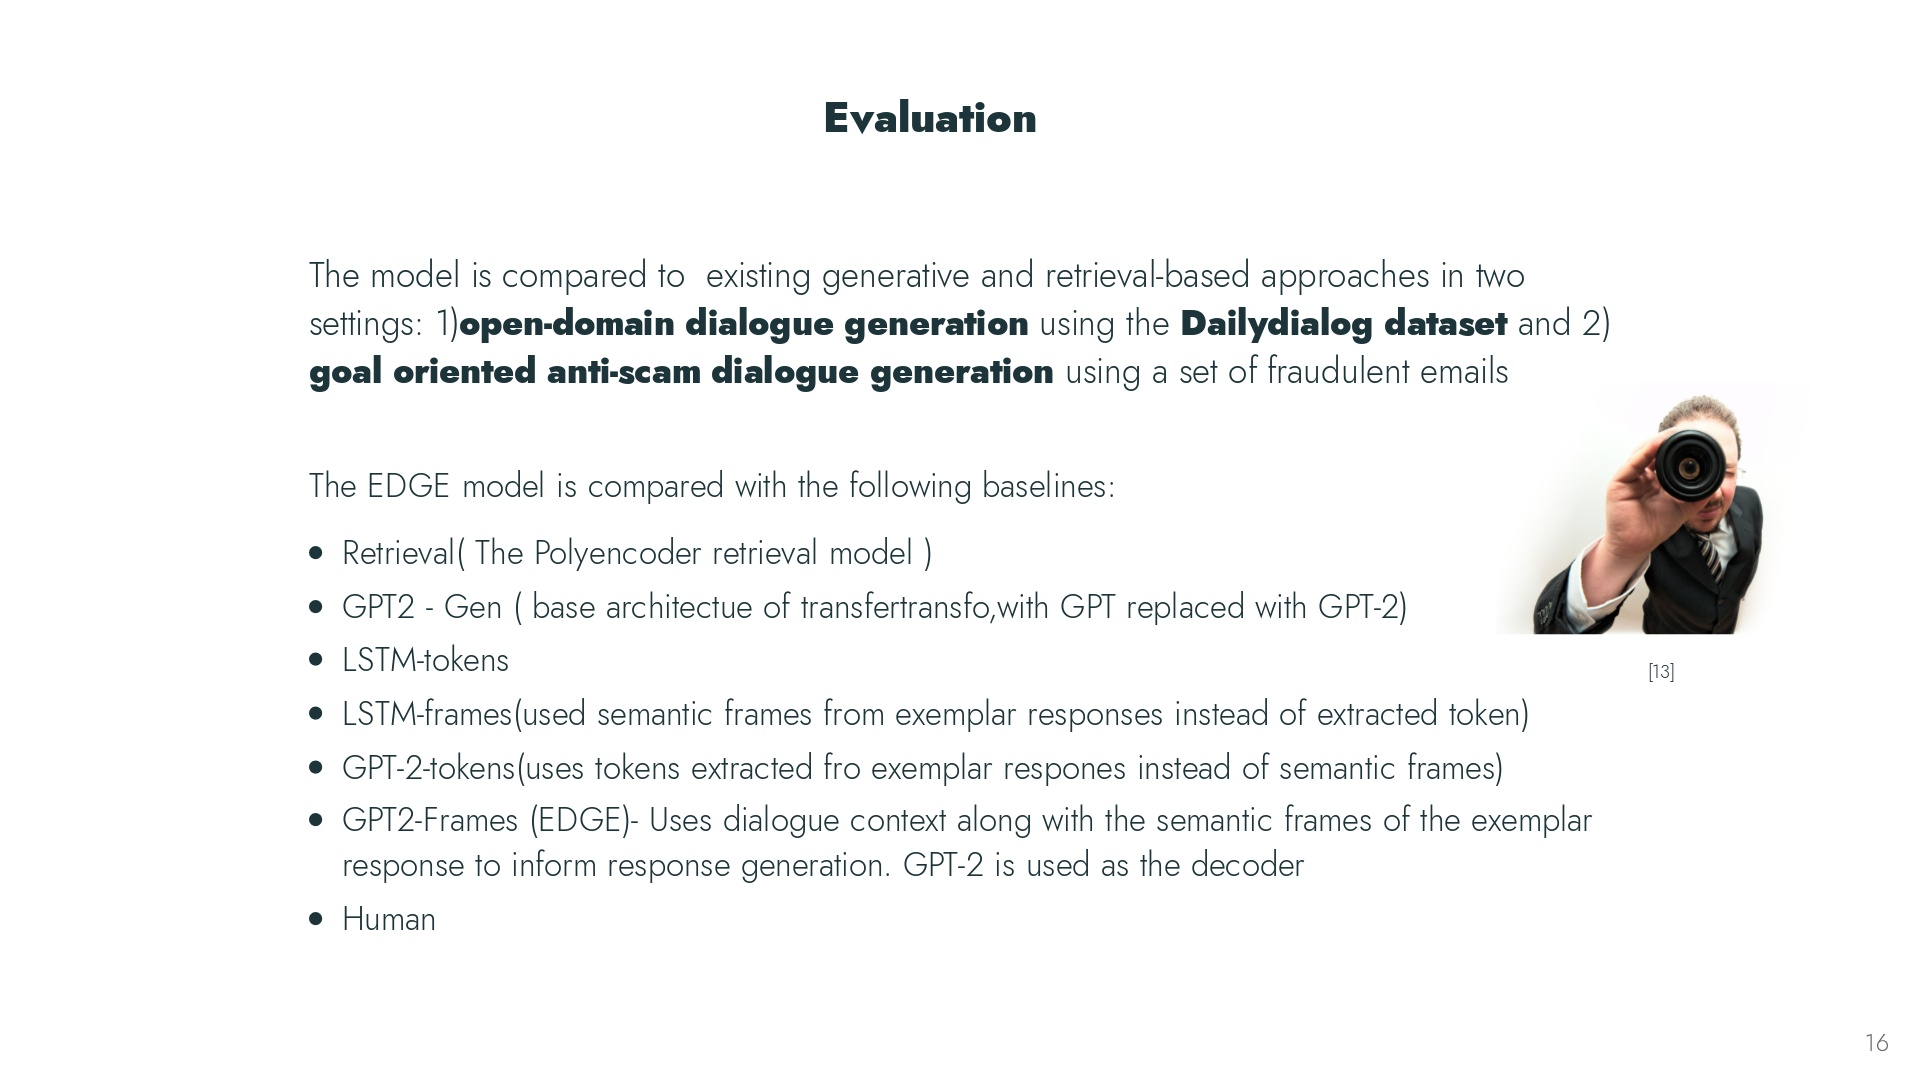 Evaluation
The model is compared to  existing generative and retrieval-based approaches in two
settings: 1)open-domain dialogue generation using the Dailydialog dataset and 2)
goal oriented anti-scam dialogue generation using a set of fraudulent emails
The EDGE model is compared with the following baselines:
• Retrieval( The Polyencoder retrieval model )
• GPT2 - Gen ( base architectue of transfertransfo,with GPT replaced with GPT-2)
• LSTM-tokens
• LSTM-frames(used semantic frames from exemplar responses instead of extracted token)
• GPT-2-tokens(uses tokens extracted fro exemplar respones instead of semantic frames)
• GPT2-Frames (EDGE)- Uses dialogue context along with the semantic frames of the exemplar
response to inform response generation. GPT-2 is used as the decoder
• Human
[13]
16